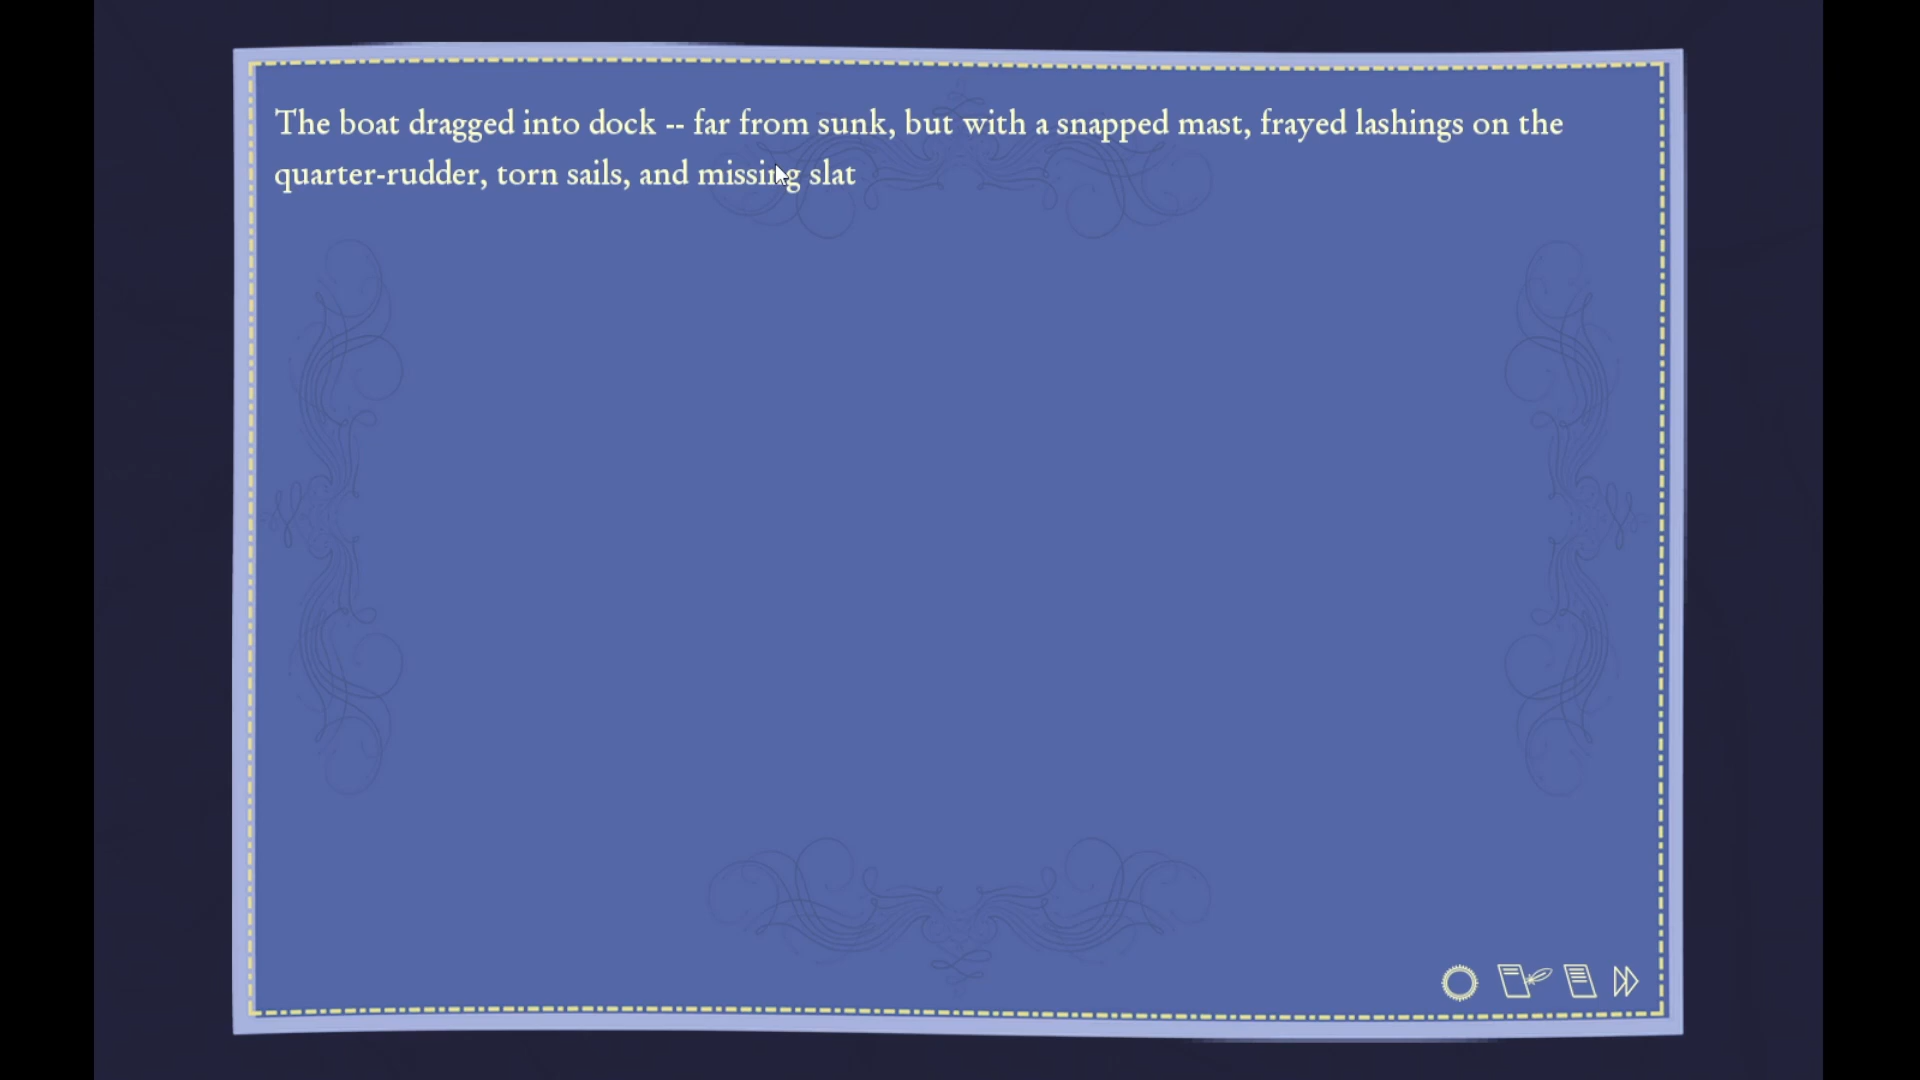 The boat dragged into dock -- far from sunk, but with a snapped mast, frayed lashings on the
quarter-rudder, torn sails, and missing slat